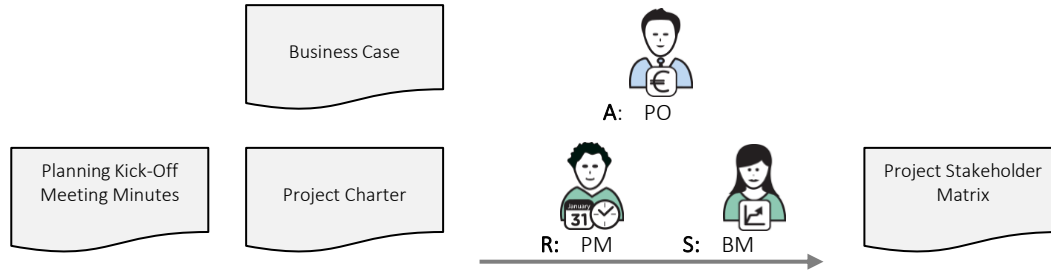 Business Case
€
A: PO
Planning Kick-Off
Meeting Minutes
Project Charter
January
31
R: PM
S: BM
Project Stakeholder
Matrix